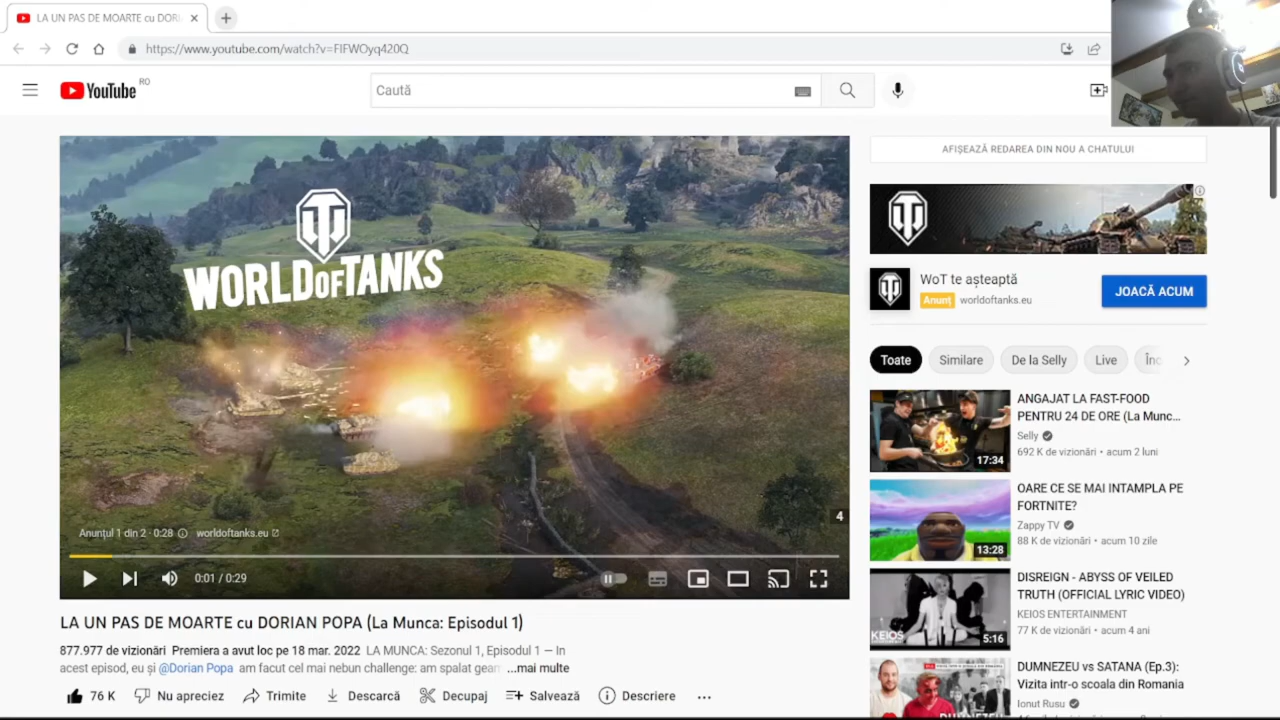 LA UN PAS DE MOARTE cu DORI
https://www.youtube.com/watch?v=FIFWOyq420Q
YouTube RO
Caută
AFIȘEAZĂ REDAREA DIN NOU A CHATULUI
WORLD OF TANKS
WoT te așteaptă
Anunț worldoftanks.eu
JOACĂ ACUM
Toate Similare De la Selly Live Înc
ANGAJAT LA FAST-FOOD
PENTRU 24 DE ORE (La Munc...
Selly
692 K de vizionări • acum 2 luni
17:34
OARE CE SE MAI INTAMPLA PE
FORTNITE?
Zappy TV
88 K de vizionări • acum 10 zile
13:28
DISREIGN - ABYSS OF VEILED
TRUTH (OFFICIAL LYRIC VIDEO)
KEIOS ENTERTAINMENT
77 K de vizionări • acum 4 ani
KEIOS
5:16
DUMNEZEU vs SATANA (Ep.3):
Vizita intr-o scoala din Romania
Ionut Rusu
4
Anunțul 1 din 2 · 0:28 worldoftanks.eu
0:01 / 0:29
LA UN PAS DE MOARTE cu DORIAN POPA (La Munca: Episodul 1)
877.970 de vizionări Premiera a avut loc pe 18 mar. 2022 LA MUNCA: Sezonul 1, Episodul 1 — In
acest episod, eu și @Dorian Popa am facut cel mai nebun challenge: am spalat gean ...mai multe
76 K Nu apreciez Trimite Descarcă Decupaj Salvează Descriere